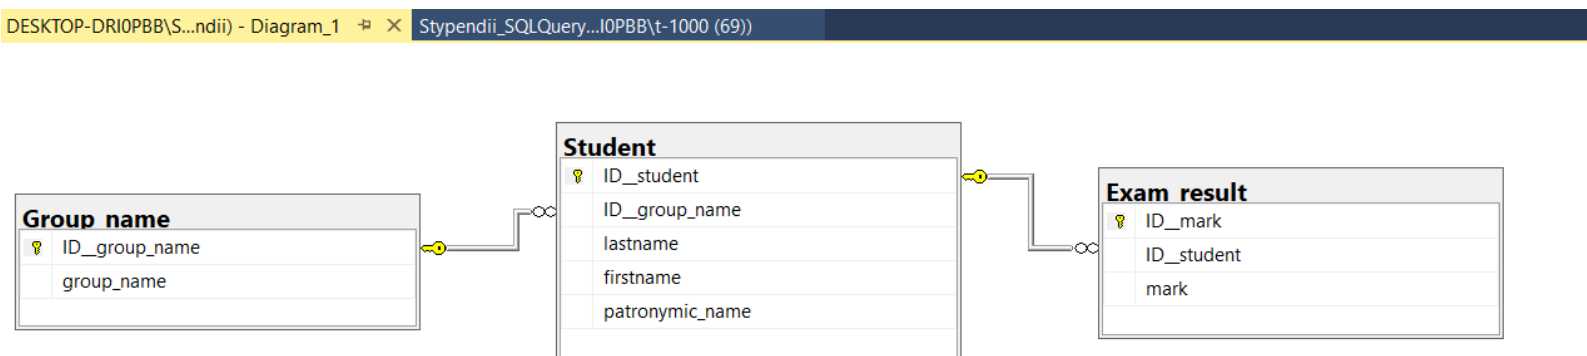 DESKTOP-DRI0PBB\S...ndii) - Diagram_1
Stypendii_SQLQuery...I0PBB\t-1000 (69))
Group_name
ID__group_name
group_name
Student
ID__student
ID__group_name
lastname
firstname
patronymic_name
Exam_result
ID__mark
ID__student
mark